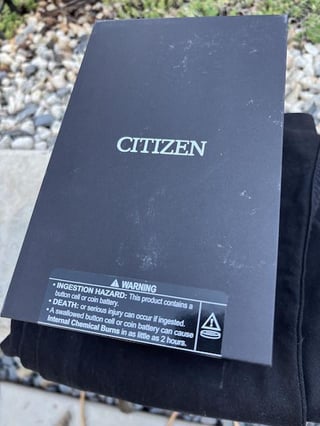 CITIZEN
WARNING
• INGESTION HAZARD: This product contains a
button cell or coin battery.
• DEATH: or serious injury can occur if ingested.
• A swallowed button cell or coin battery can cause
Internal Chemical Burns in as little as 2 hours.